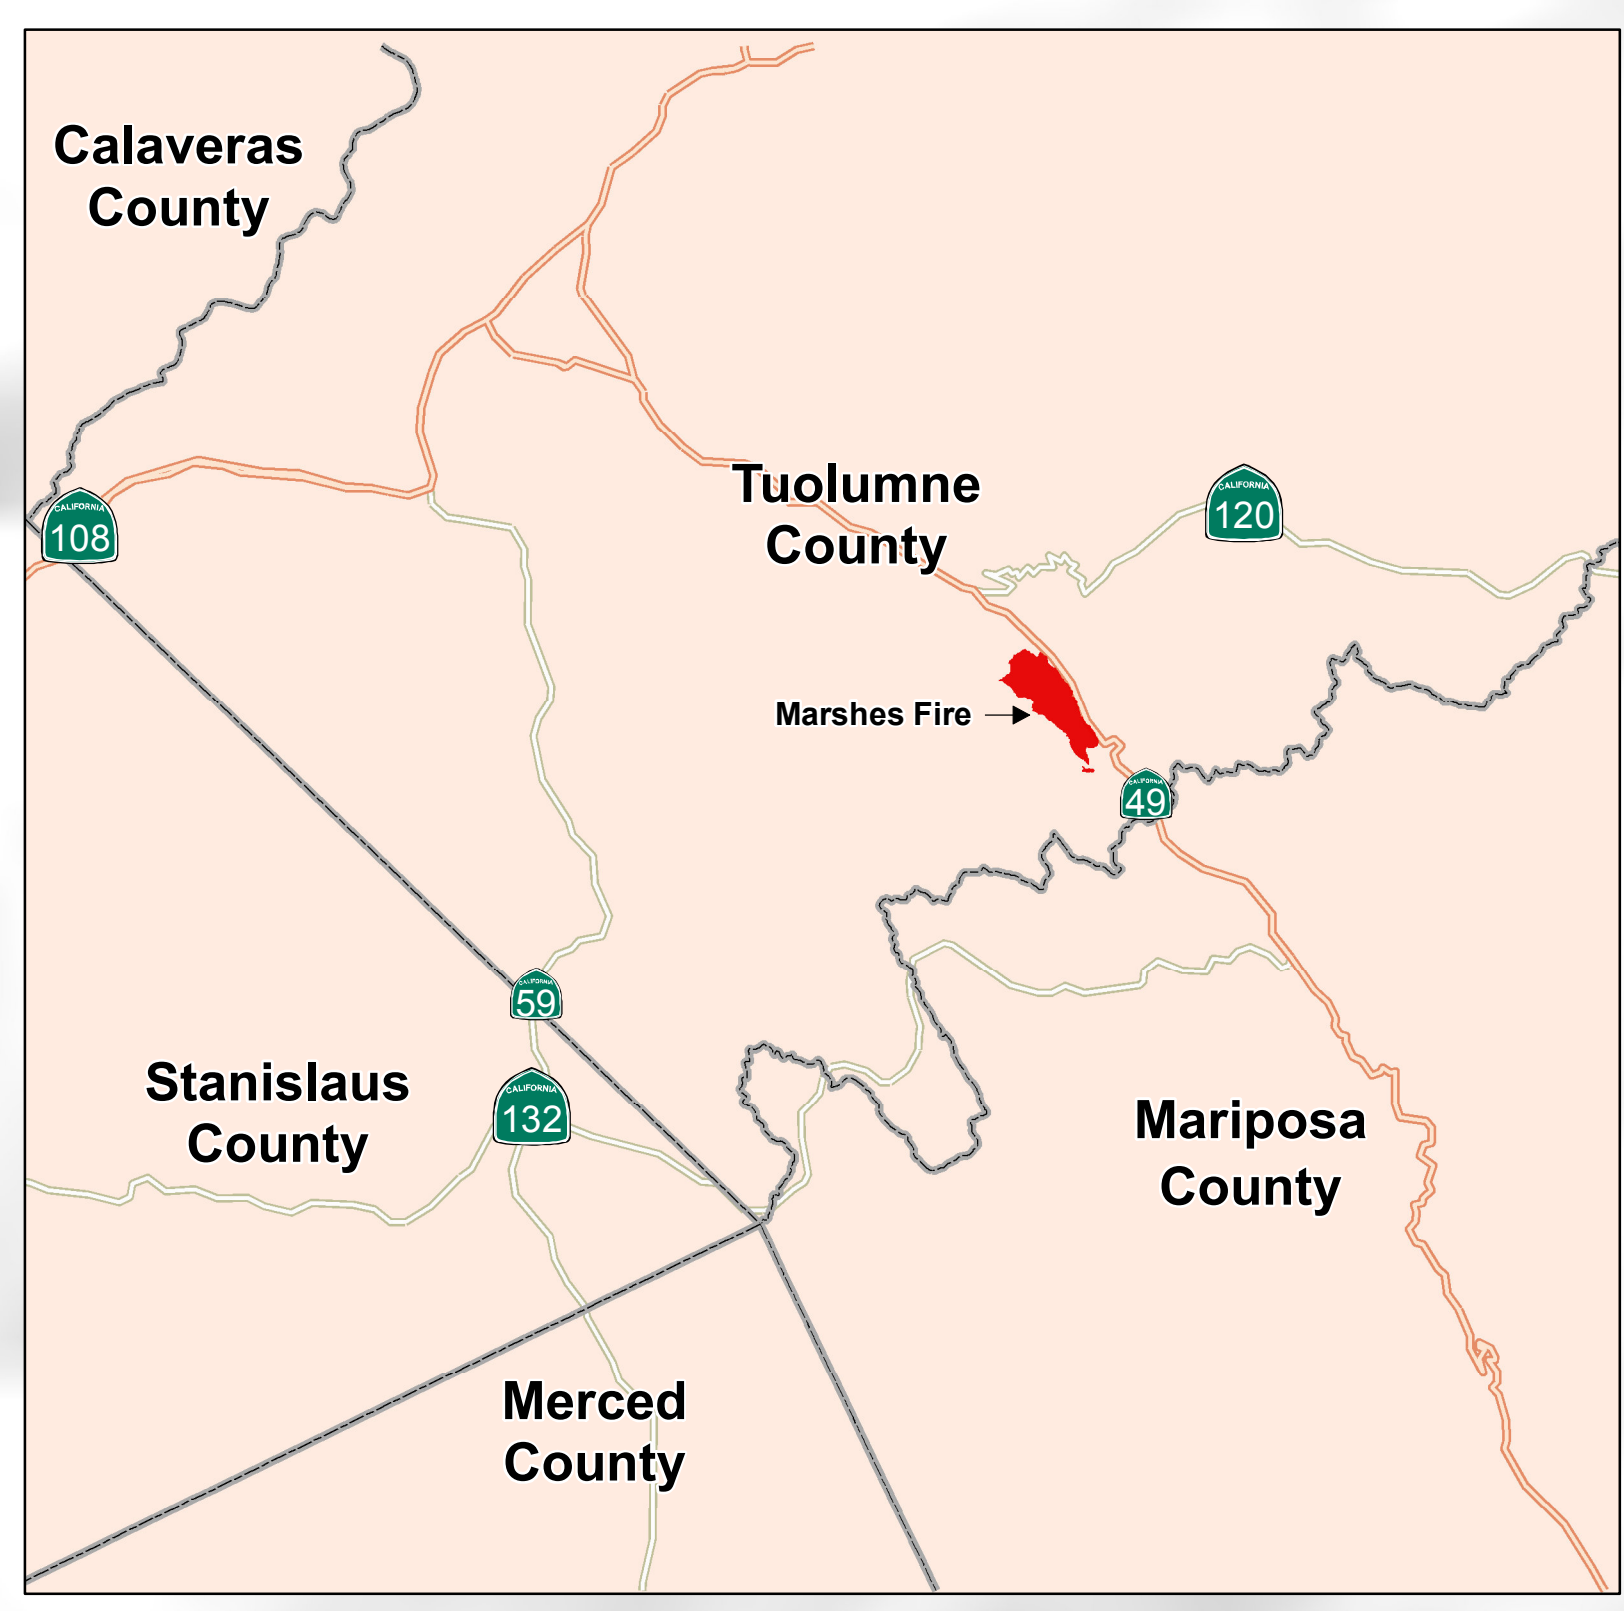 Calaveras
County
Tuolumne
County
CALIFORNIA
120
CALIFORNIA
108
Marshes Fire
CALIFORNIA
49
CALIFORNIA
59
Stanislaus
County
CALIFORNIA
132
Mariposa
County
Merced
County